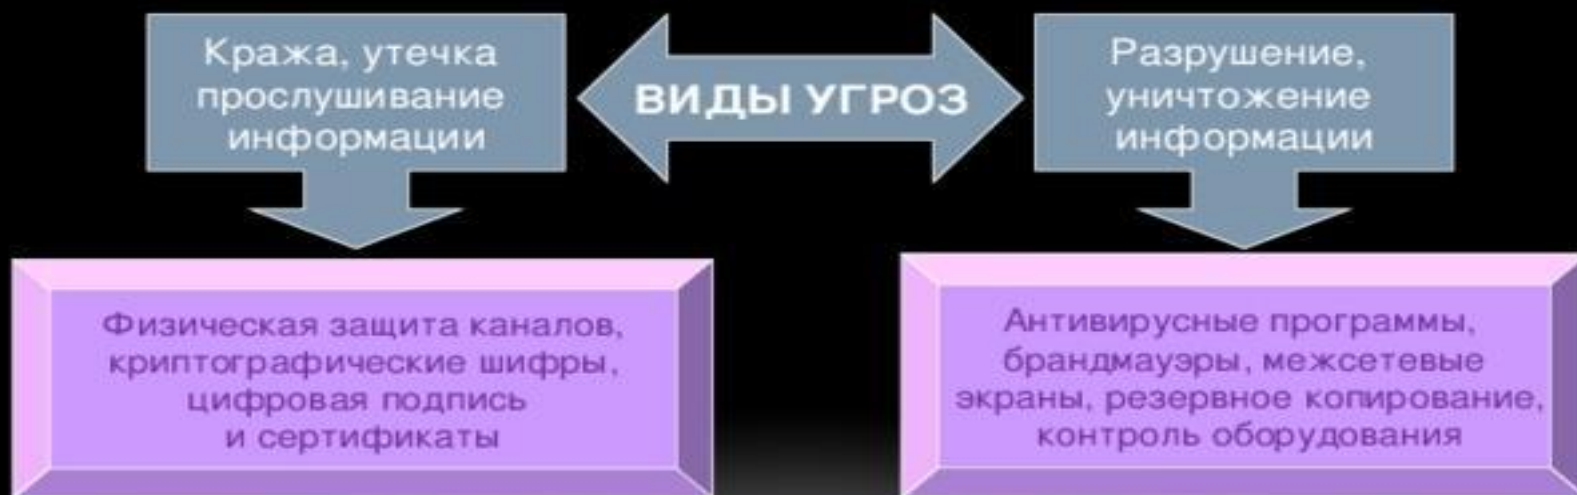 Кража, утечка
прослушивание
информации
ВИДЫ УГРОЗ
Разрушение,
уничтожение
информации
Физическая защита каналов,
криптографические шифры,
цифровая подпись
и сертификаты
Антивирусные программы,
брандмауэры, межсетевые
экраны, резервное копирование,
контроль оборудования